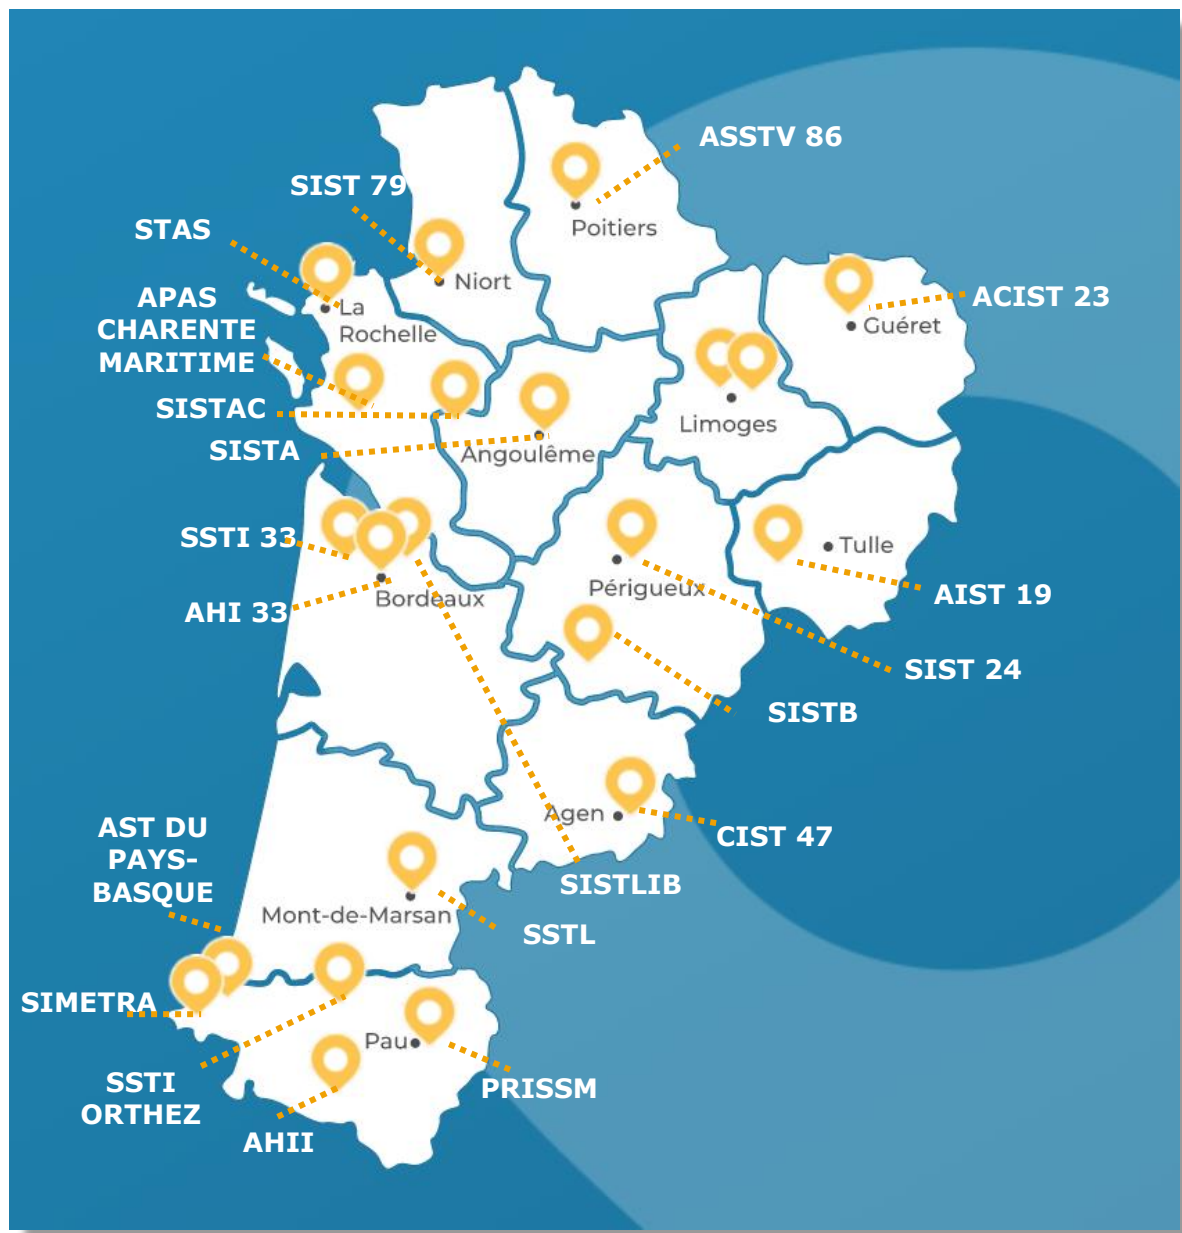 ASSTV 86
SIST 79
Poitiers
STAS
Niort
APAS
CHARENTE
MARITIME
La
Rochelle
ACIST 23
Guéret
SISTAC
SISTA
Limoges
Angoulême
SSTI 33
Tulle
AHI 33
Bordeaux
Périgueux
AIST 19
SIST 24
SISTB
Agen
CIST 47
AST DU
PAYS-
BASQUE
SISTLIB
Mont-de-Marsan
SSTL
SIMETRA
Pau
SSTI
ORTHEZ
PRISSM
AHII